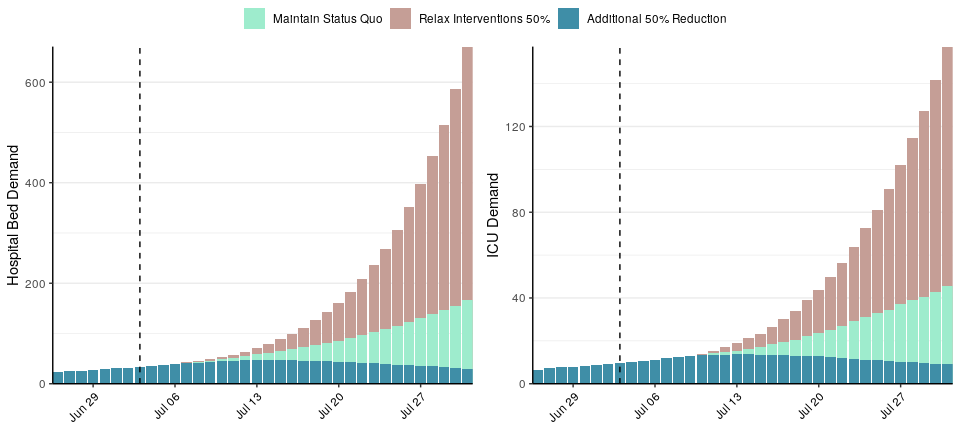 Maintain Status Quo Relax Interventions 50% Additional 50% Reduction
Hospital Bed Demand
600
400
200
0
Jun 29 Jul 06 Jul 13 Jul 20 Jul 27
ICU Demand
120
80
40
0
Jun 29 Jul 06 Jul 13 Jul 20 Jul 27